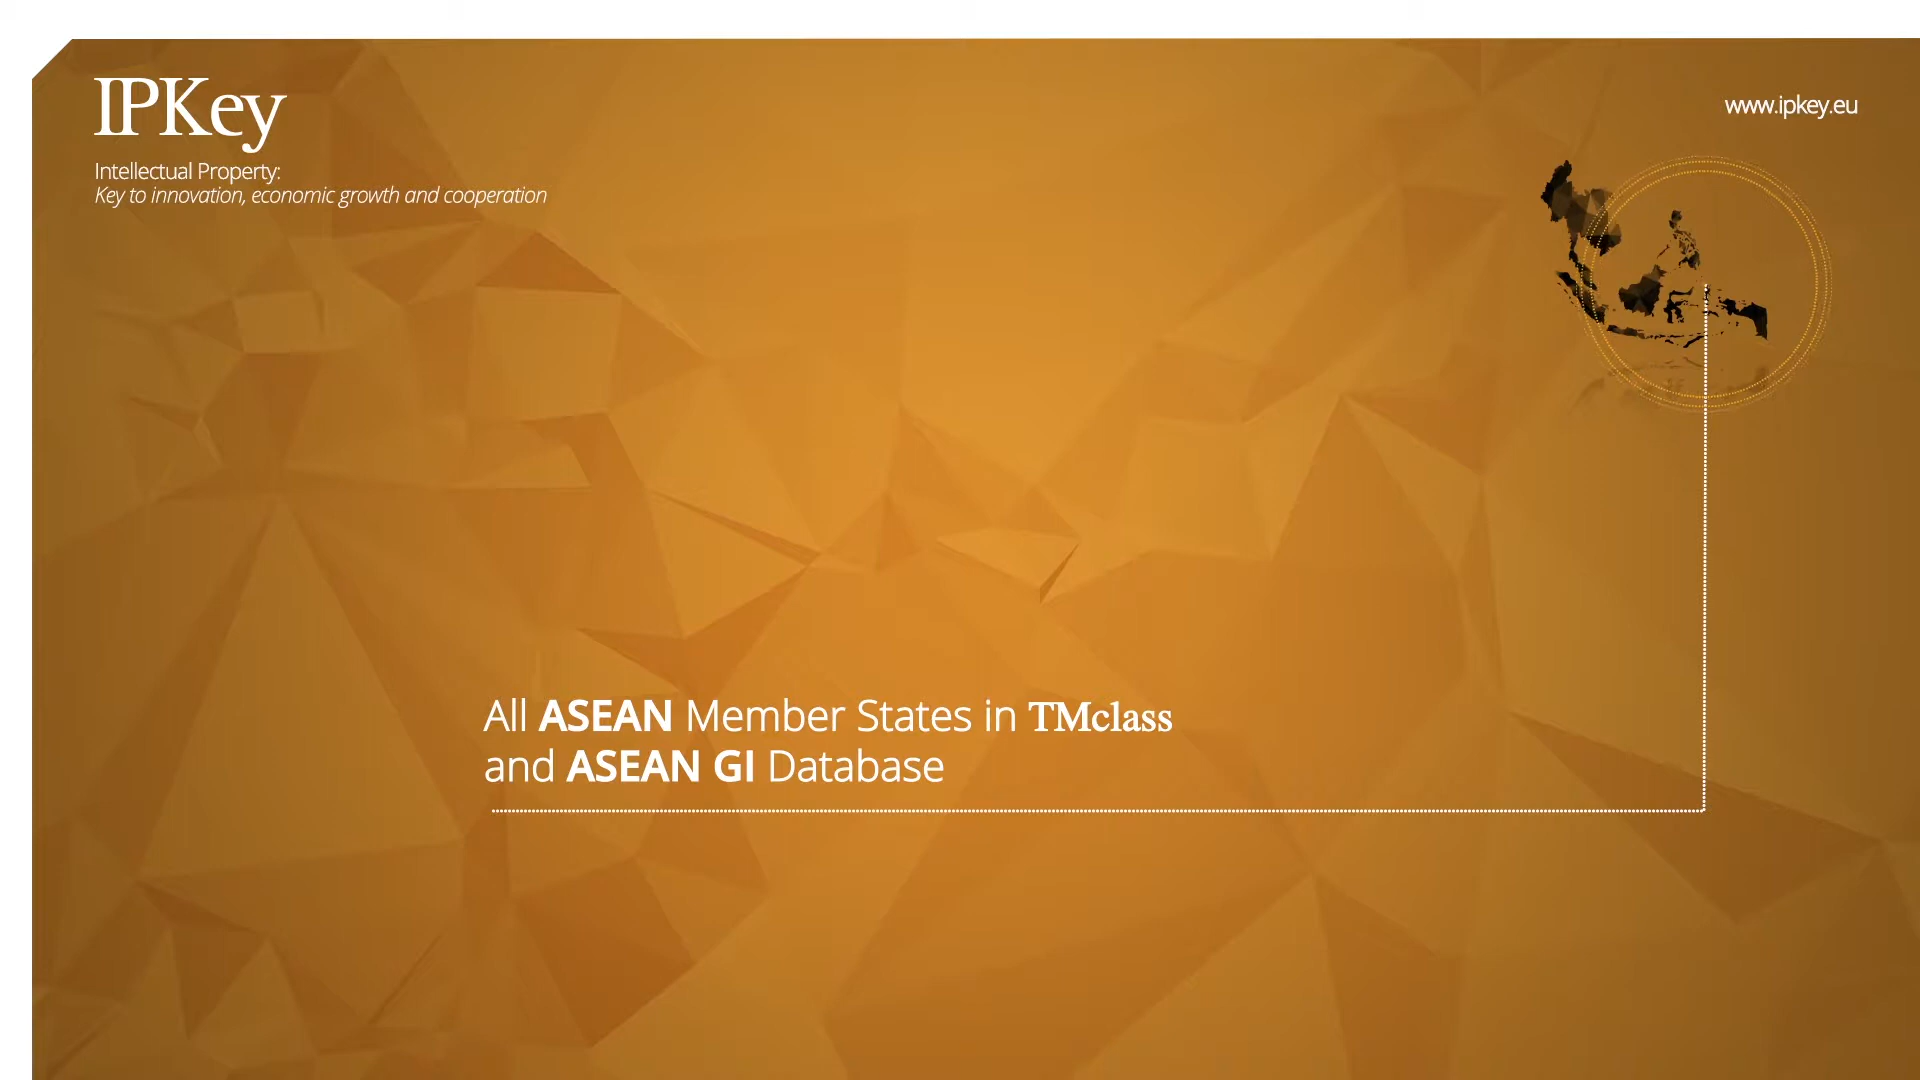 IPKey
www.ipkey.eu
Intellectual Property:
Key to innovation, economic growth and cooperation
All ASEAN Member States in TMclass
and ASEAN GI Database